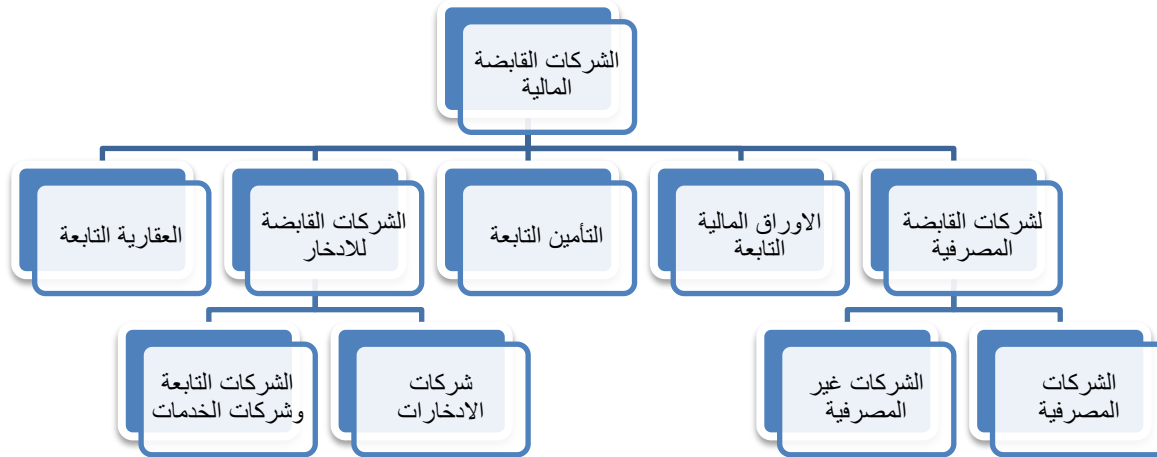 الشركات القابضة
المالية
لشركات القابضة
المصرفية
الاوراق المالية
التابعة
التأمين التابعة
الشركات القابضة
للادخار
العقارية التابعة
الشركات
المصرفية
الشركات غير
المصرفية
شركات
الادخارات
الشركات التابعة
وشركات الخدمات